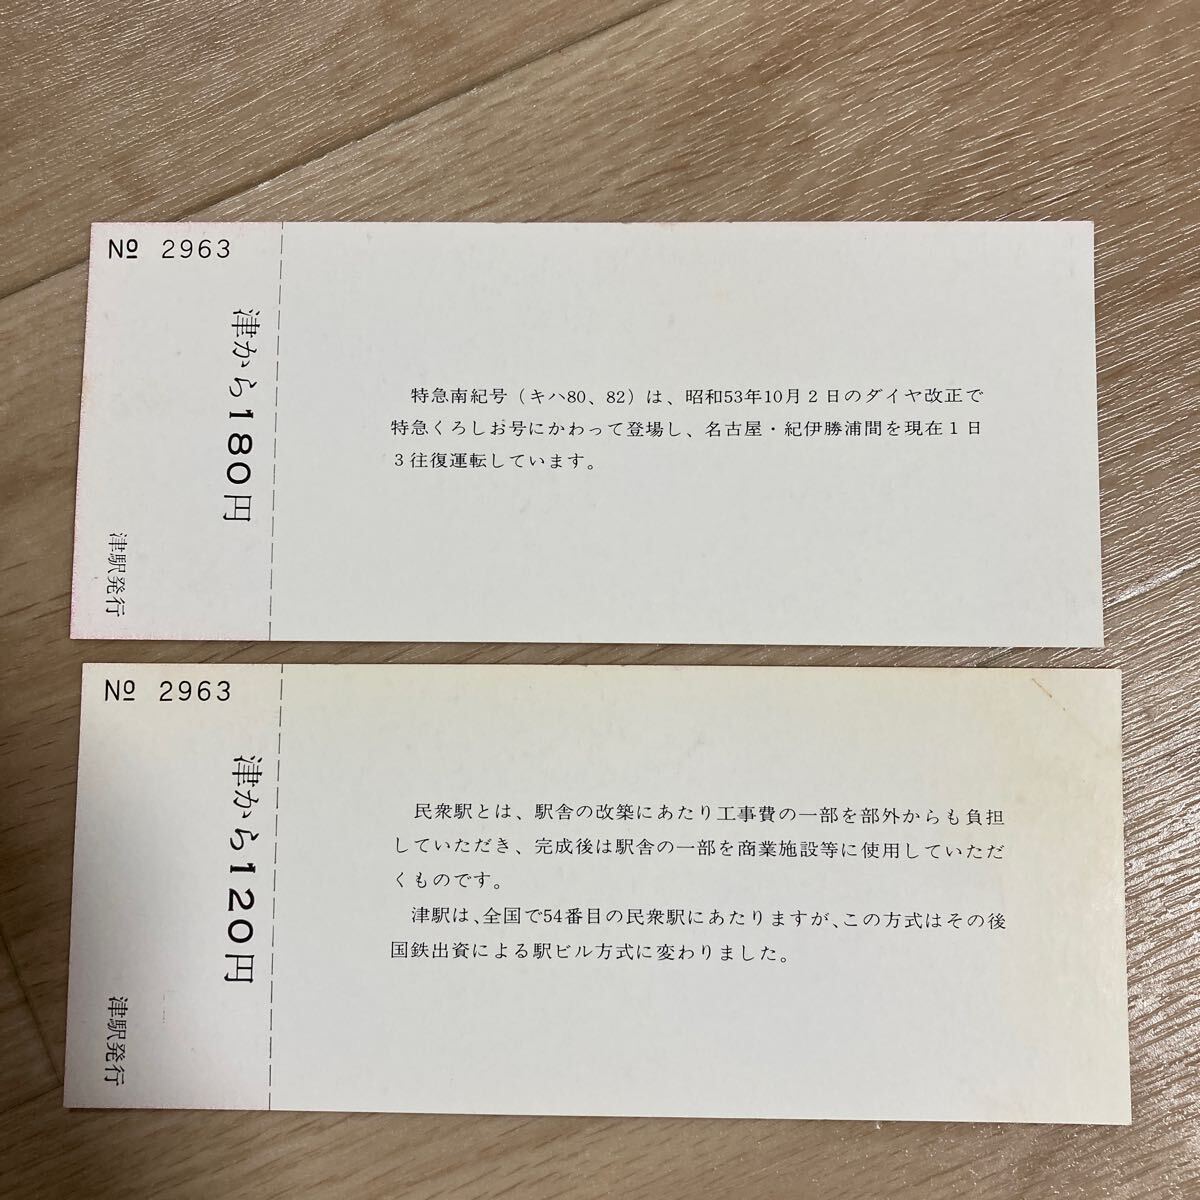 № 2963
津から180円
津駅発行
特急南紀号（キハ80、82）は、昭和53年10月2日のダイヤ改正で
特急くろしお号にかわって登場し、名古屋・紀伊勝浦間を現在1日
3往復運転しています。
№ 2963
津から120円
津駅発行
民衆駅とは、駅舎の改築にあたり工事費の一部を部外からも負担
していただき、完成後は駅舎の一部を商業施設等に使用していただ
くものです。
津駅は、全国で54番目の民衆駅にあたりますが、この方式はその後
国鉄出資による駅ビル方式に変わりました。